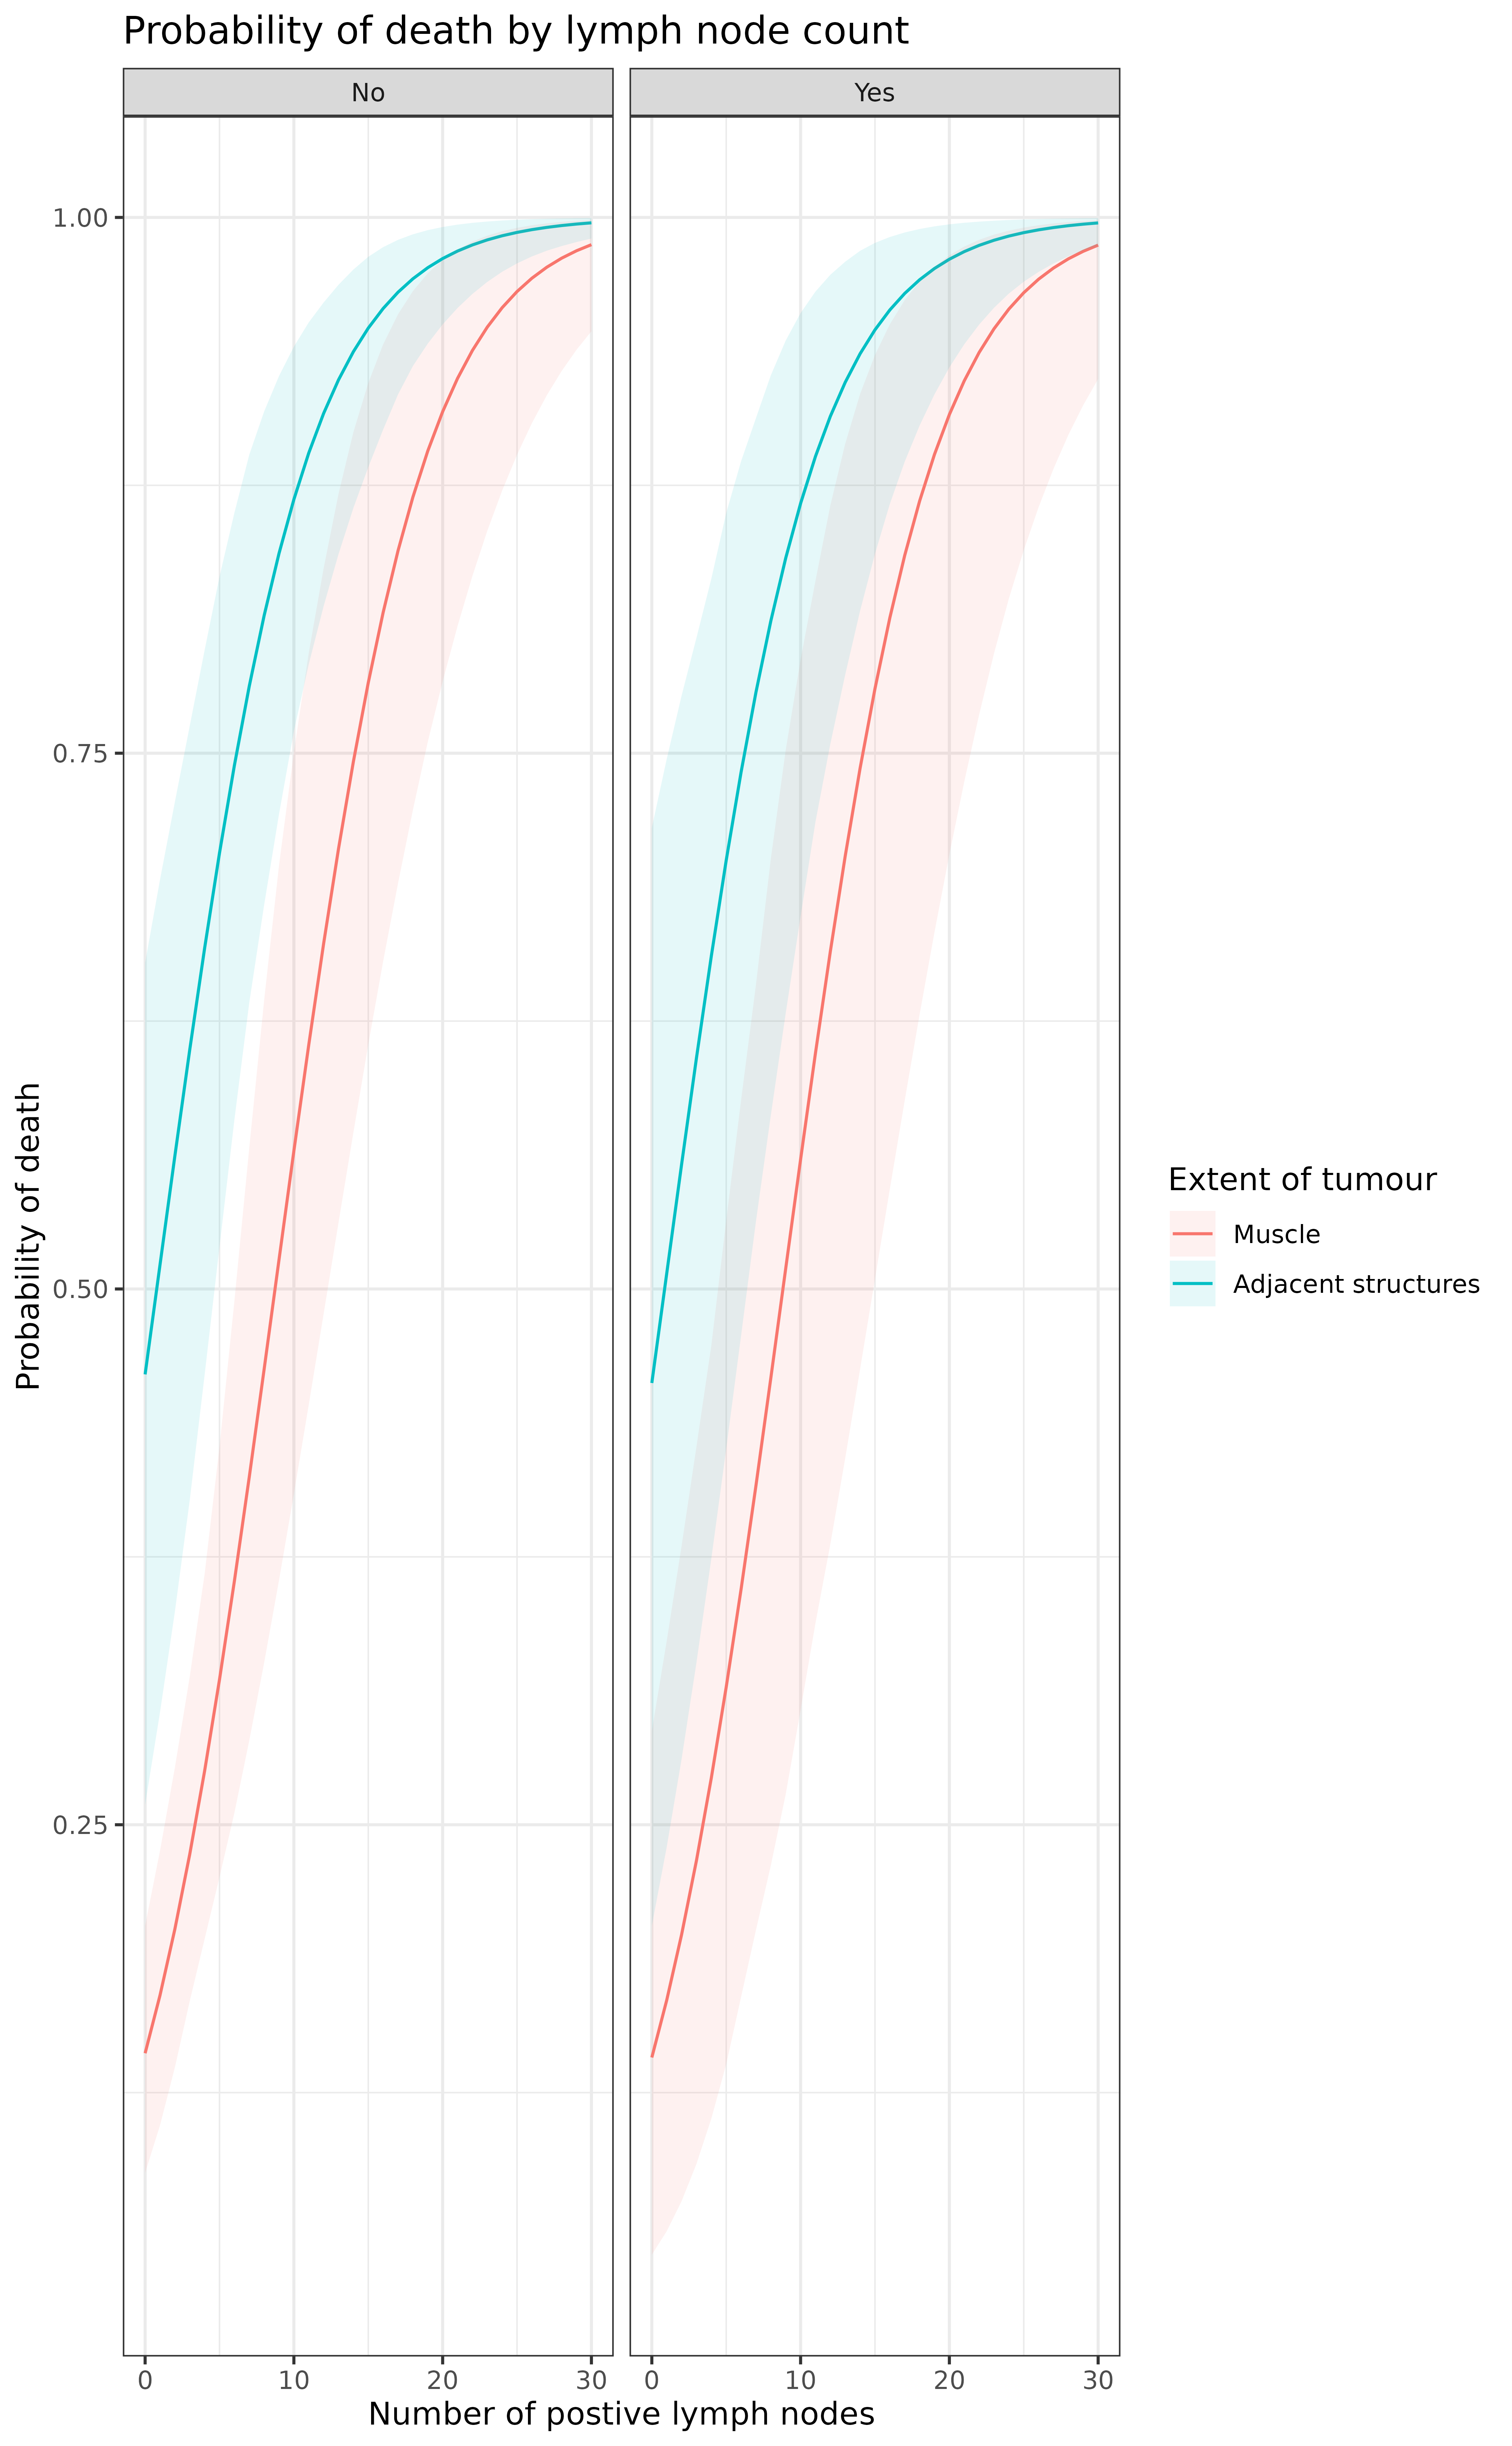 Probability of death by lymph node count
No
Yes
1.00
0.75
0.50
0.25
Probability of death
0 10 20 30
0 10 20 30
Number of postive lymph nodes
Extent of tumour
Muscle
Adjacent structures